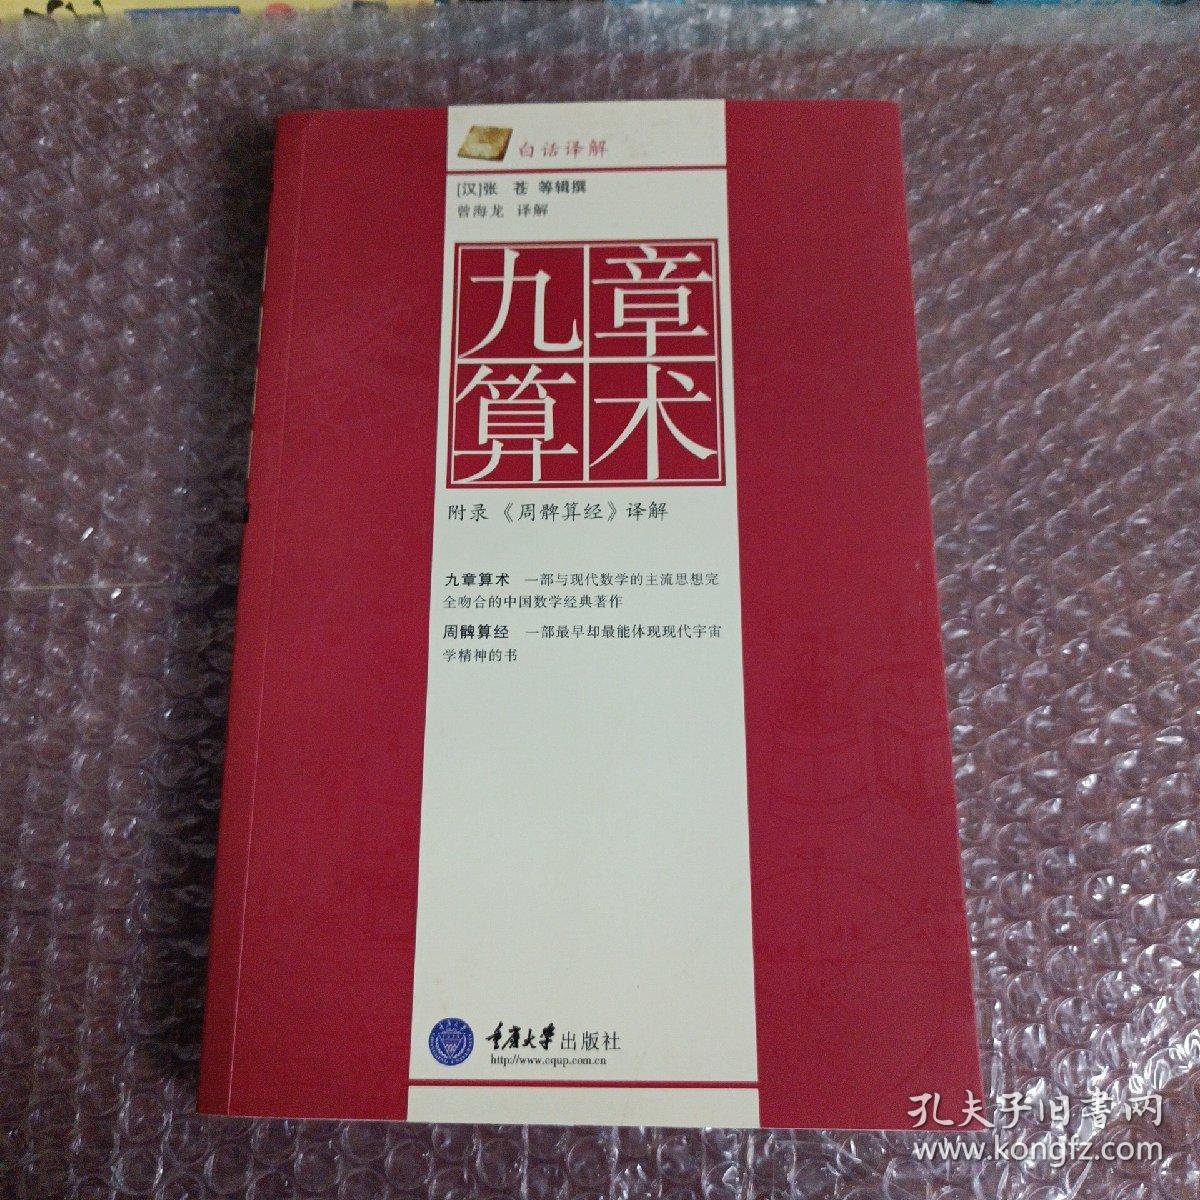 白话译解
[汉]张 苍 等辑撰
曾海龙 译解
九章
算术
附录《周髀算经》译解
九章算术 一部与现代数学的主流思想完
全吻合的中国数学经典著作
周髀算经 一部最早却最能体现现代宇宙
学精神的书
重庆大学出版社
http://www.cqup.com.cn
孔夫子旧书网
www.kongfz.com